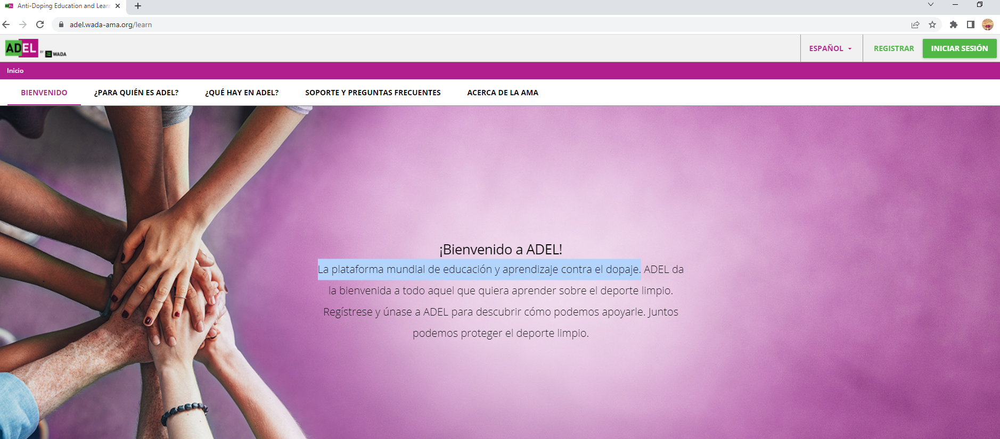 Anti-Doping Education and Lear
adel.wada-ama.org/learn
ADEL BY WADA
ESPAÑOL
REGISTRAR
INICIAR SESIÓN
Inicio
BIENVENIDO
¿PARA QUIÉN ES ADEL?
¿QUÉ HAY EN ADEL?
SOPORTE Y PREGUNTAS FRECUENTES
ACERCA DE LA AMA
¡Bienvenido a ADEL!
La plataforma mundial de educación y aprendizaje contra el dopaje. ADEL da
la bienvenida a todo aquel que quiera aprender sobre el deporte limpio.
Regístrese y únase a ADEL para descubrir cómo podemos apoyarle. Juntos
podemos proteger el deporte limpio.